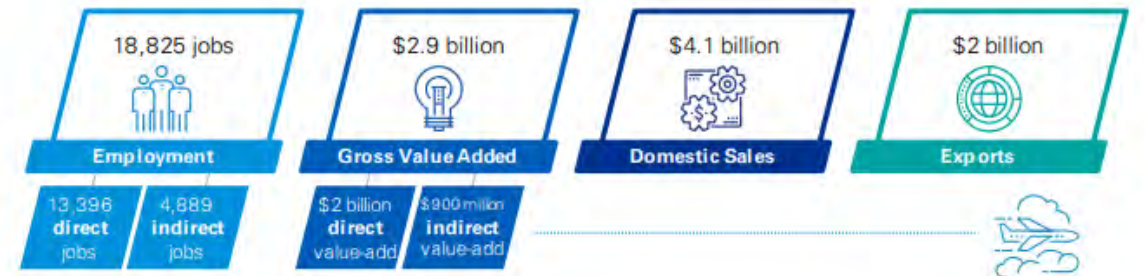 18,825 jobs
$2.9 billion
$4.1 billion
$2 billion
$
Employment
Gross Value Added
Domestic Sales
Exports
13,396
direct
jobs
4,889
indirect
jobs
$2 billion
direct
value-add
$900 million
indirect
value-add